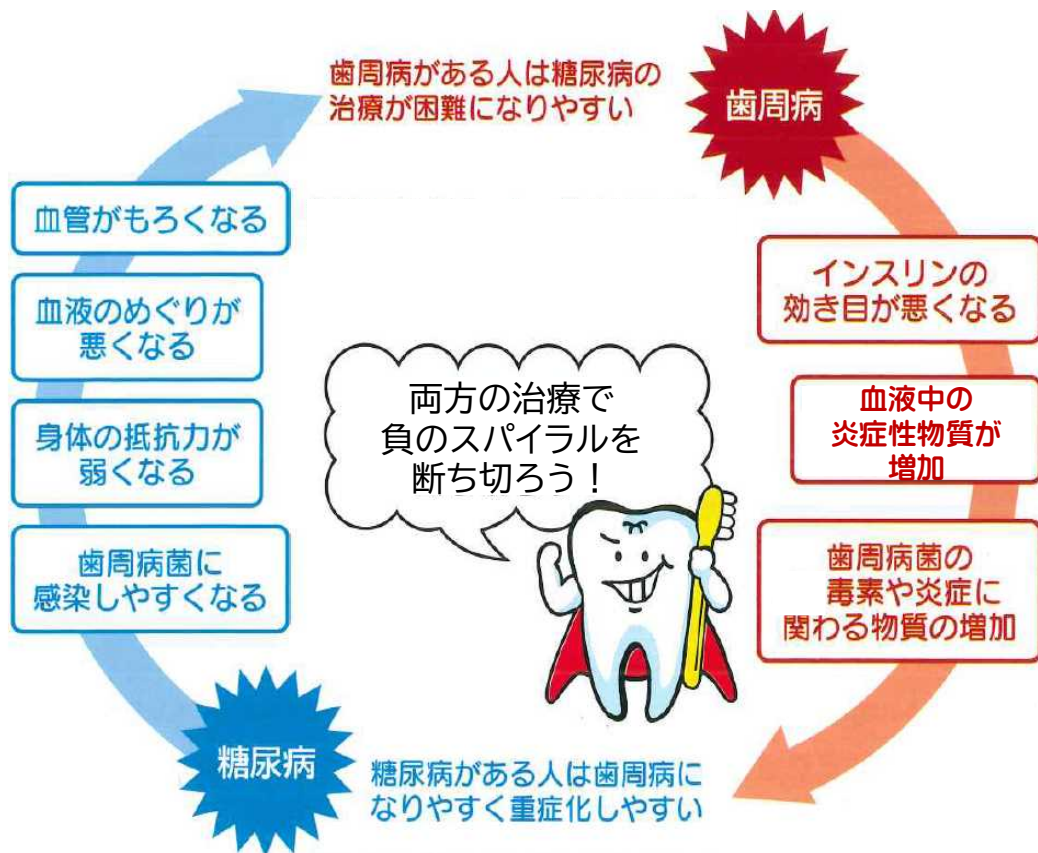 歯周病がある人は糖尿病の
治療が困難になりやすい
歯周病
血管がもろくなる
血液のめぐりが
悪くなる
身体の抵抗力が
弱くなる
歯周病菌に
感染しやすくなる
インスリンの
効き目が悪くなる
血液中の
炎症性物質が
増加
歯周病菌の
毒素や炎症に
関わる物質の増加
両方の治療で
負のスパイラルを
断ち切ろう！
糖尿病
糖尿病がある人は歯周病に
なりやすく重症化しやすい